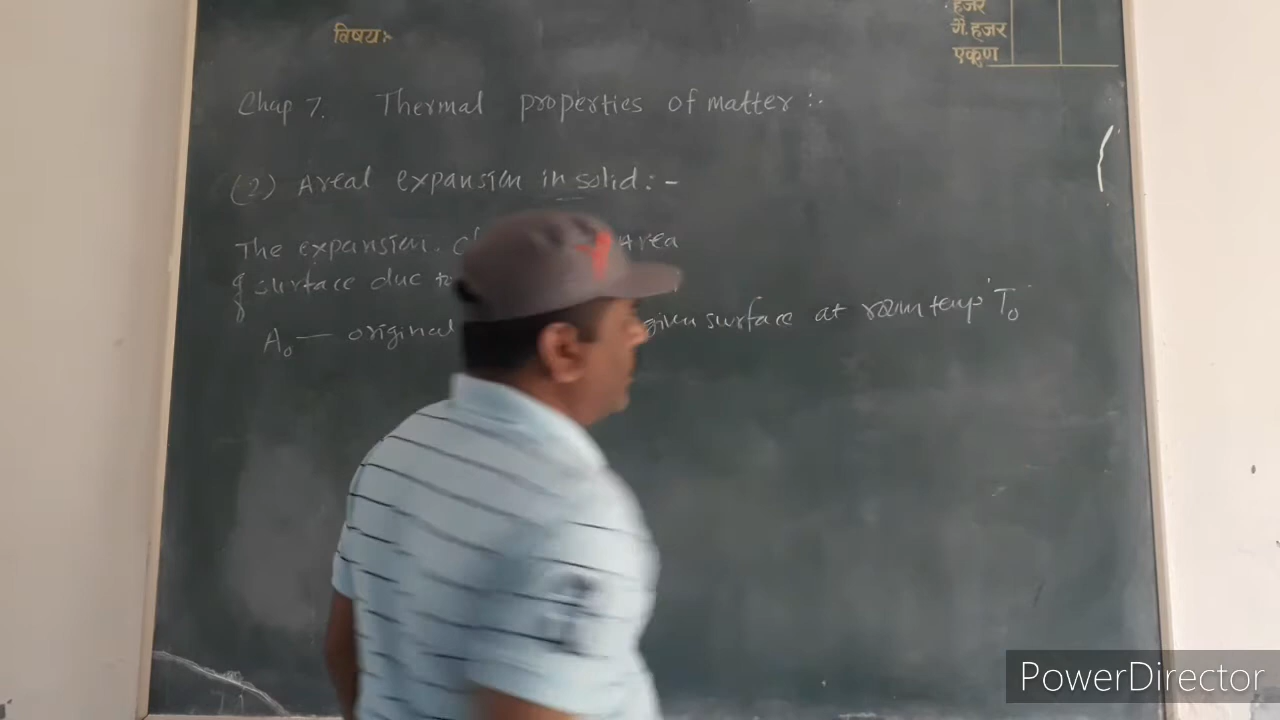 हजर
विषय:-
गै. हजर
एकूण
Chap 7. Thermal properties of matter :-
(2) Areal expansion in solid :-
The expansion Area
of surface due to
A₀ — original given surface at room temp' T₀
PowerDirector